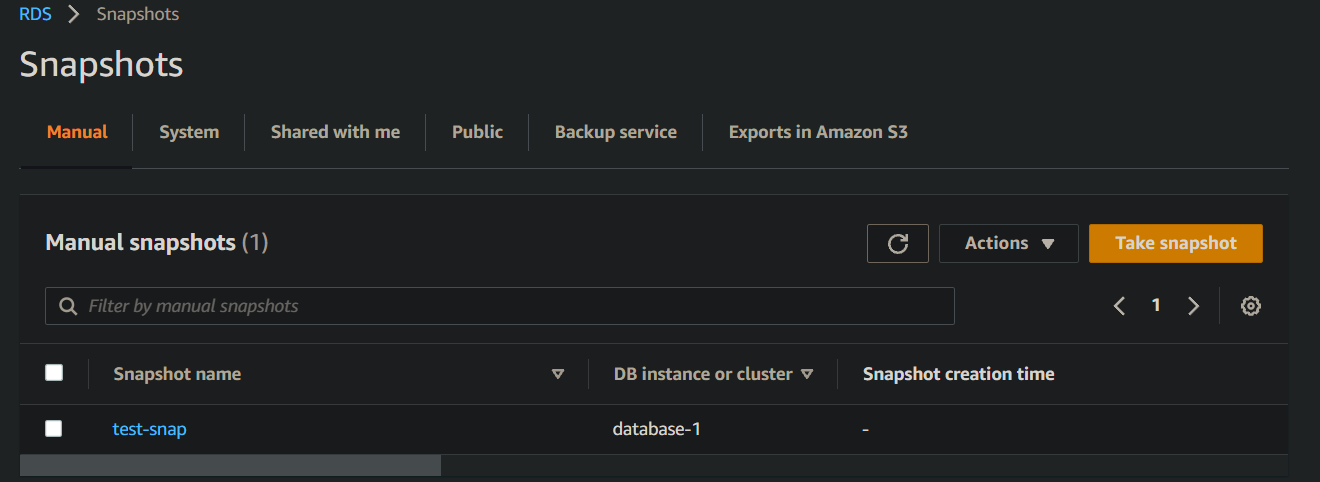 RDS > Snapshots
Snapshots
Manual System Shared with me Public Backup service Exports in Amazon S3
Manual snapshots (1) Actions Take snapshot
Filter by manual snapshots 1
Snapshot name DB instance or cluster Snapshot creation time
test-snap database-1 -